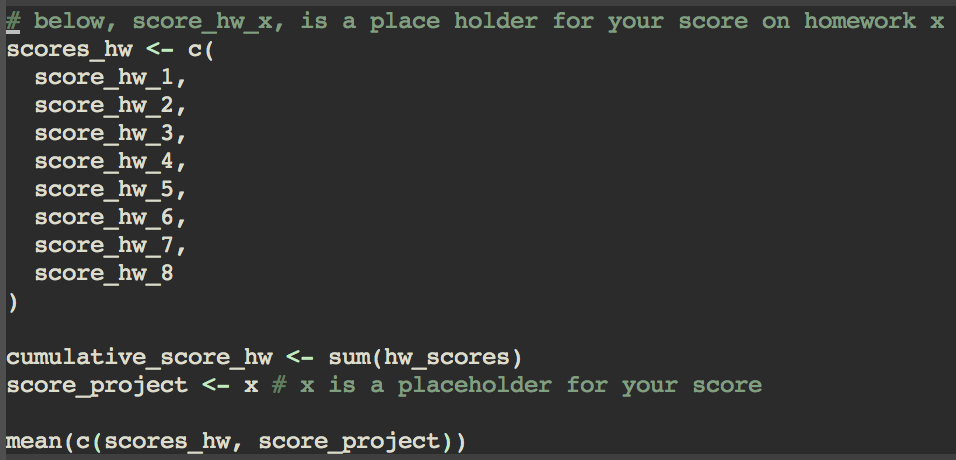 # below, score_hw_x, is a place holder for your score on homework x
scores_hw <- c(
  score_hw_1,
  score_hw_2,
  score_hw_3,
  score_hw_4,
  score_hw_5,
  score_hw_6,
  score_hw_7,
  score_hw_8
)
cumulative_score_hw <- sum(hw_scores)
score_project <- x # x is a placeholder for your score
mean(c(scores_hw, score_project))